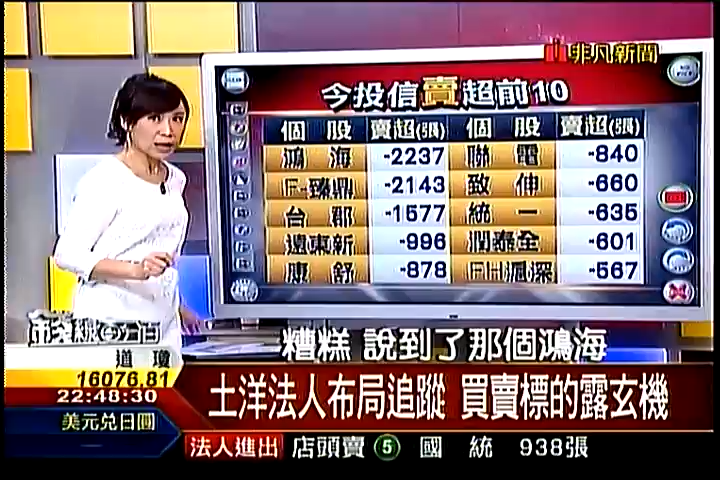 非凡新聞
今投信賣超前10
個股 賣超(張) 個股 賣超(張)
鴻海 -2237 聯電 -840
F-臻鼎 -2143 致伸 -660
台郡 -1577 統一 -635
遠東新 -996 潤泰全 -601
康舒 -878 FH滬深 -567
糟糕 說到了那個鴻海
道瓊
16076.81
22:48:30
土洋法人布局追蹤 買賣標的露玄機
美元兌日圓
法人進出 店頭賣 5 國統 938張